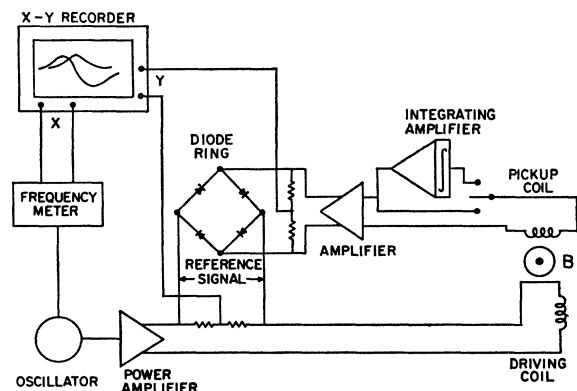 X-Y RECORDER
Y
X
INTEGRATING
AMPLIFIER
DIODE
RING
PICKUP
COIL
FREQUENCY
METER
AMPLIFIER
B
REFERENCE
SIGNAL
OSCILLATOR
POWER
AMPLIFIER
DRIVING
COIL